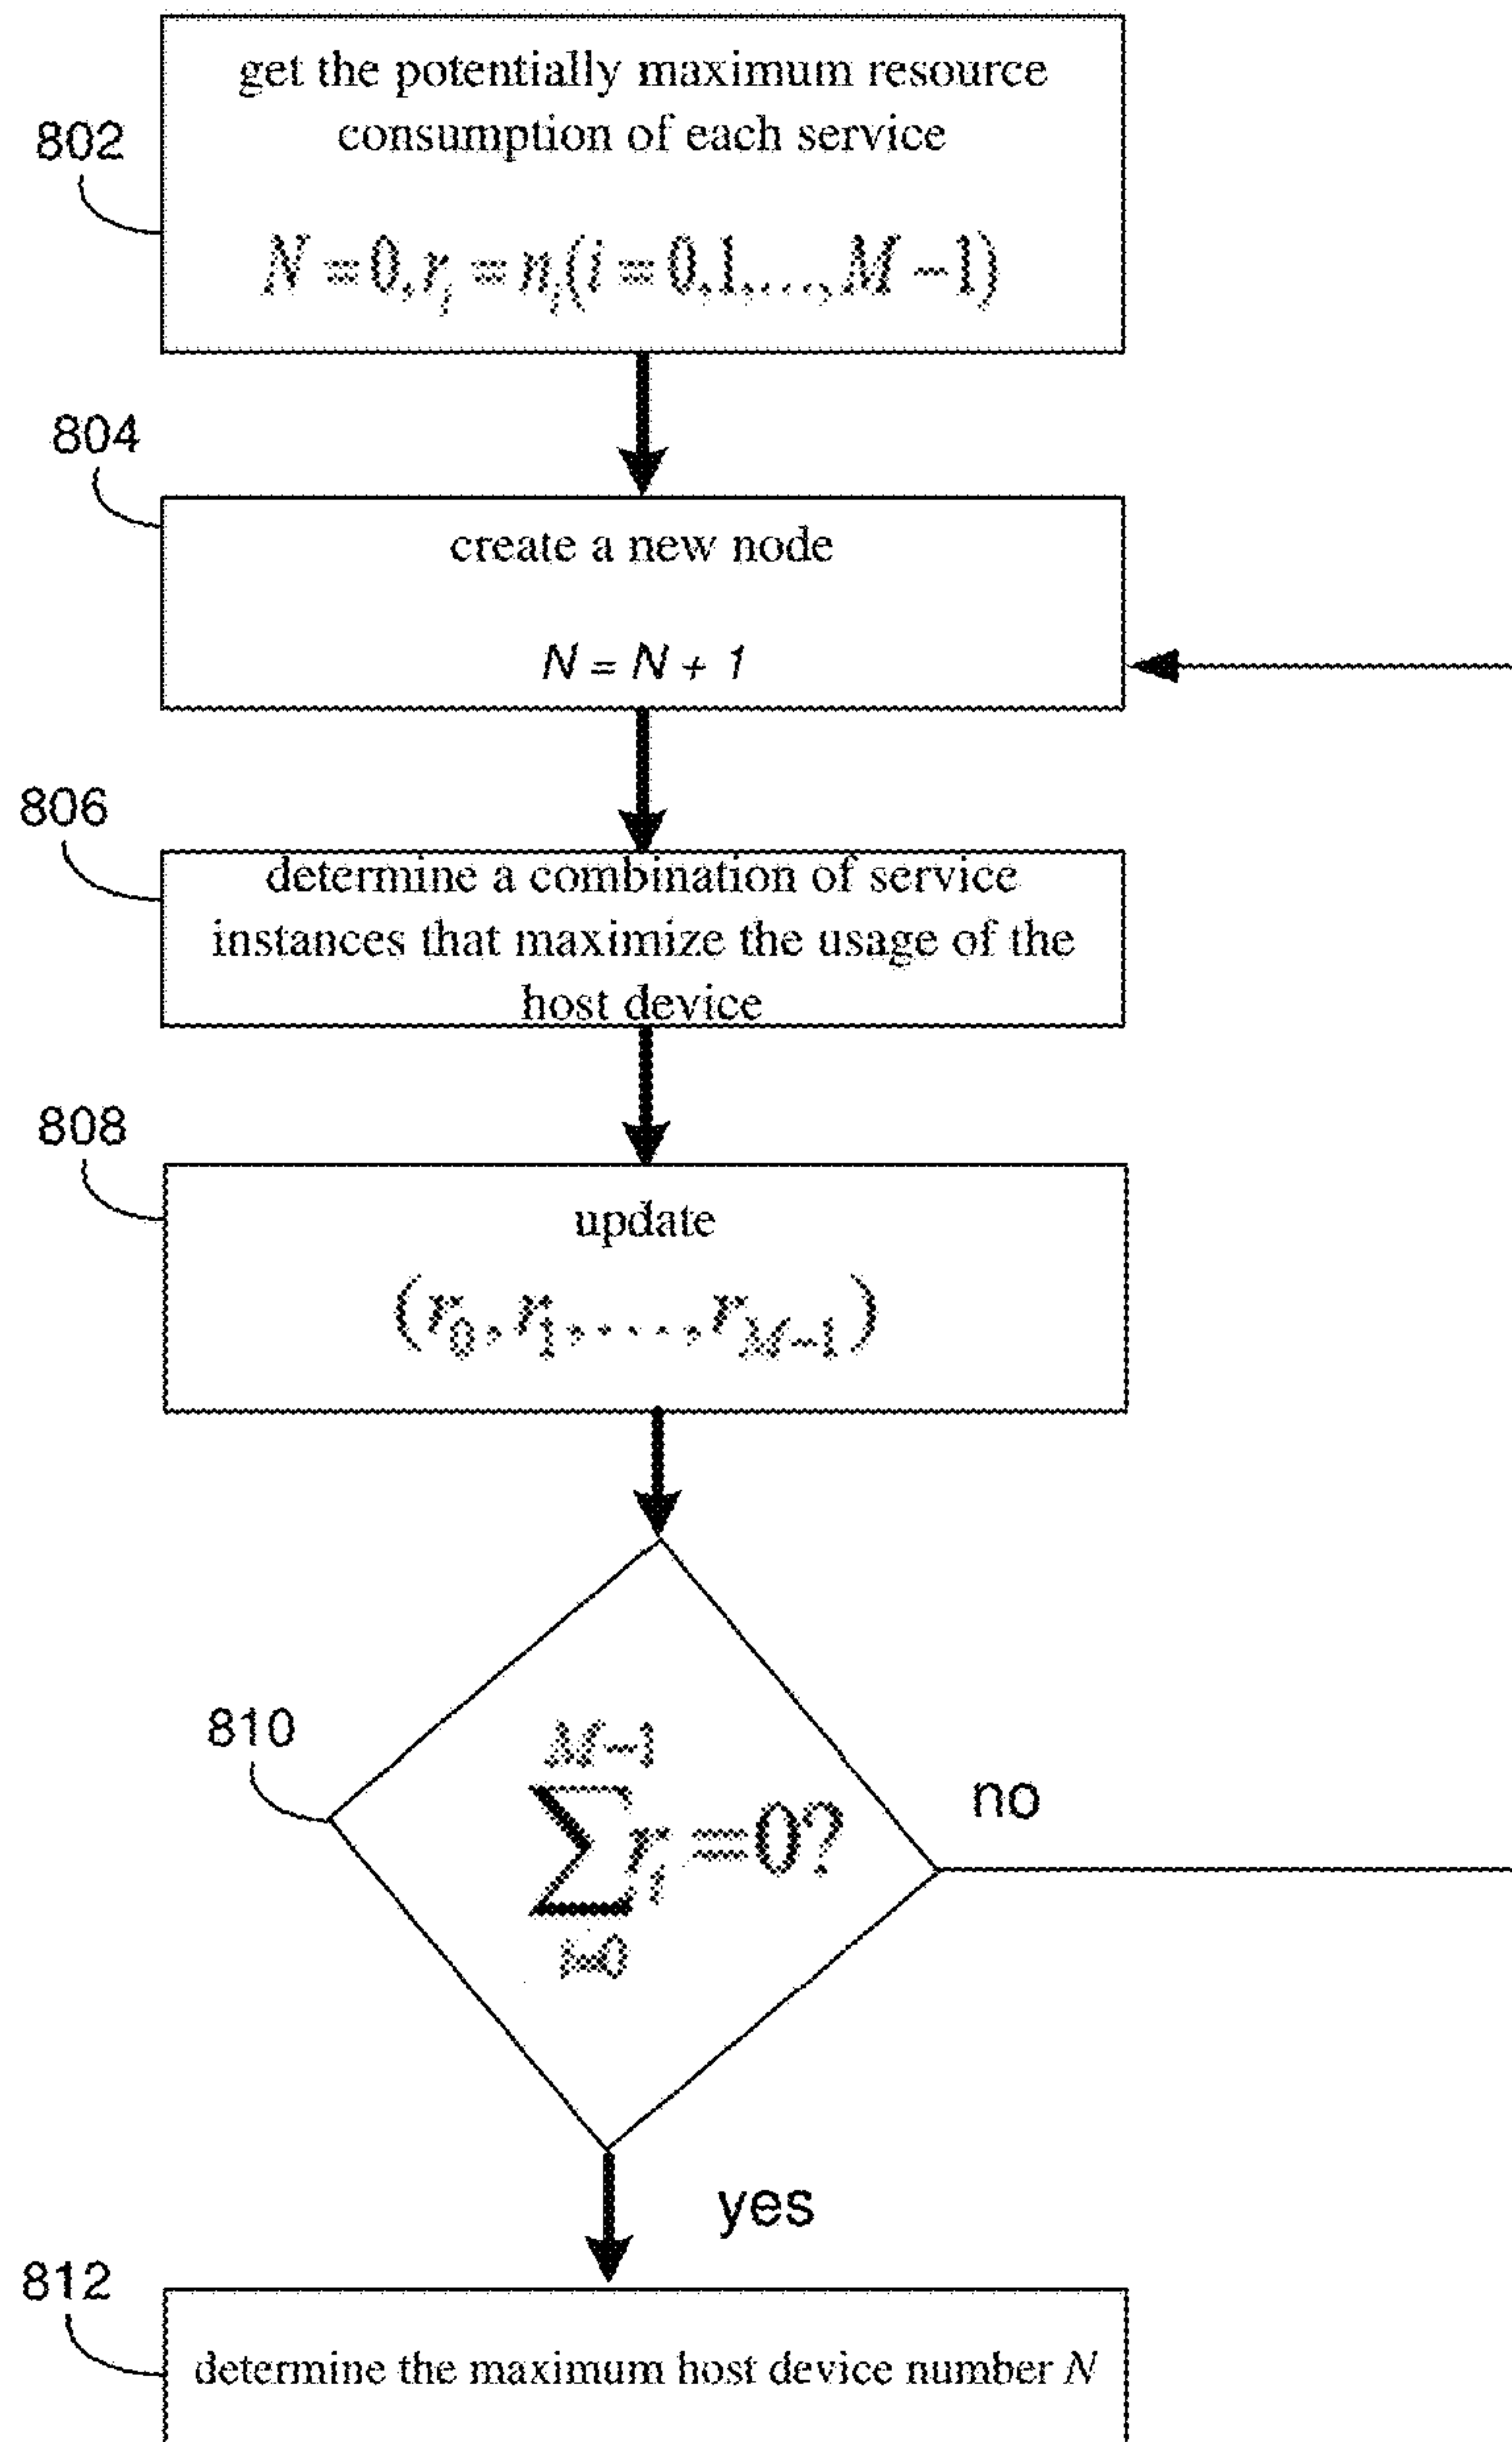 802
get the potentially maximum resource
consumption of each service
N = 0, r_i = n_i (i = 0,1,..., M − 1)
804
create a new node
N = N + 1
806
determine a combination of service
instances that maximize the usage of the
host device
808
update
(r_0, r_1, ..., r_{M−1})
810
M−1
∑ r_i = 0?
i=0
no
yes
812
determine the maximum host device number N